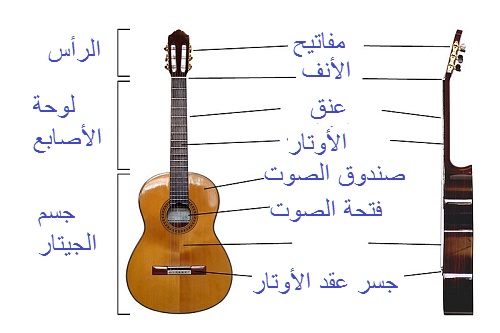 الرأس
مفاتيح
الأنف
لوحة
الأصابع
عنق
الأوتار
صندوق الصوت
فتحة الصوت
جسم
الجيتار
جسر عقد الأوتار